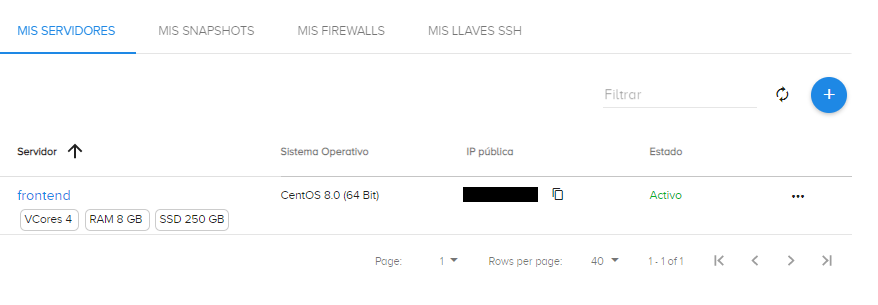 MIS SERVIDORES MIS SNAPSHOTS MIS FIREWALLS MIS LLAVES SSH
Filtrar
Servidor Sistema Operativo IP pública Estado
frontend CentOS 8.0 (64 Bit) Activo
VCores 4 RAM 8 GB SSD 250 GB
Page: 1 Rows per page: 40 1 - 1 of 1